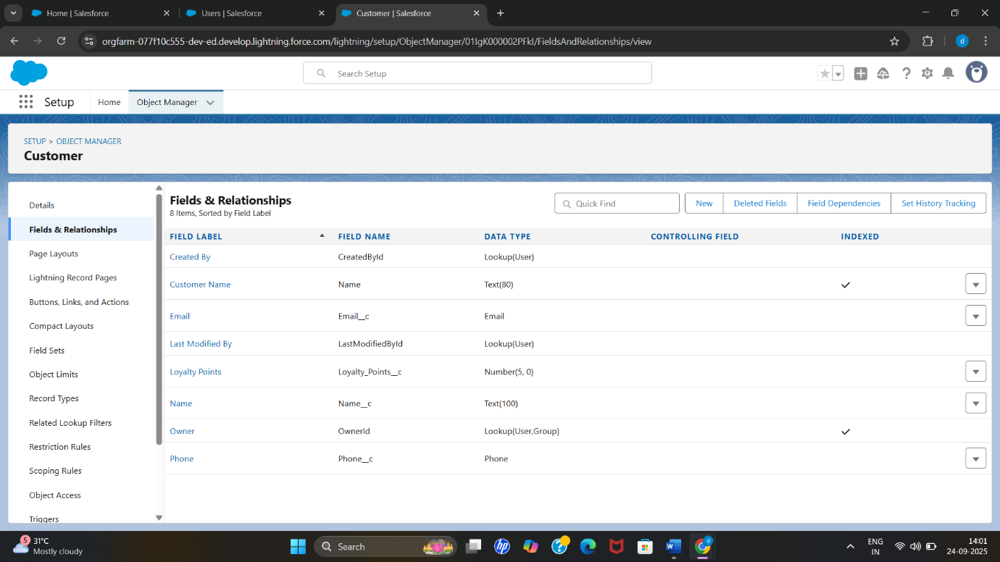 Home | Salesforce
Users | Salesforce
Customer | Salesforce
orgfarm-077f10c555-dev-ed.develop.lightning.force.com/lightning/setup/ObjectManager/01IgK000002PFkI/FieldsAndRelationships/view
d
Search Setup
Setup
Home
Object Manager
SETUP > OBJECT MANAGER
Customer
Details
Fields & Relationships
Page Layouts
Lightning Record Pages
Buttons, Links, and Actions
Compact Layouts
Field Sets
Object Limits
Record Types
Related Lookup Filters
Restriction Rules
Scoping Rules
Object Access
Triggers
Fields & Relationships
8 Items, Sorted by Field Label
Quick Find
New
Deleted Fields
Field Dependencies
Set History Tracking
FIELD LABEL FIELD NAME DATA TYPE CONTROLLING FIELD INDEXED
Created By CreatedById Lookup(User)
Customer Name Name Text(80)
Email Email__c Email
Last Modified By LastModifiedById Lookup(User)
Loyalty Points Loyalty_Points__c Number(5, 0)
Name Name__c Text(100)
Owner OwnerId Lookup(User,Group)
Phone Phone__c Phone
5
31°C
Mostly cloudy
Search
hp
W
d
ENG
IN
14:01
24-09-2025